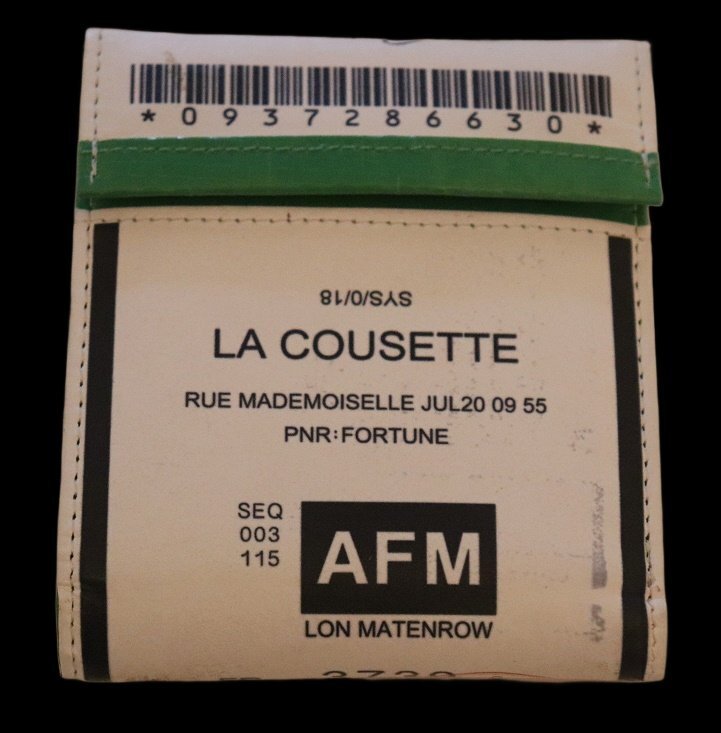 *0937286630*
SYS/0/18
LA COUSETTE
RUE MADEMOISELLE JUL20 09 55
PNR:FORTUNE
SEQ
003
115
AFM
LON MATENROW